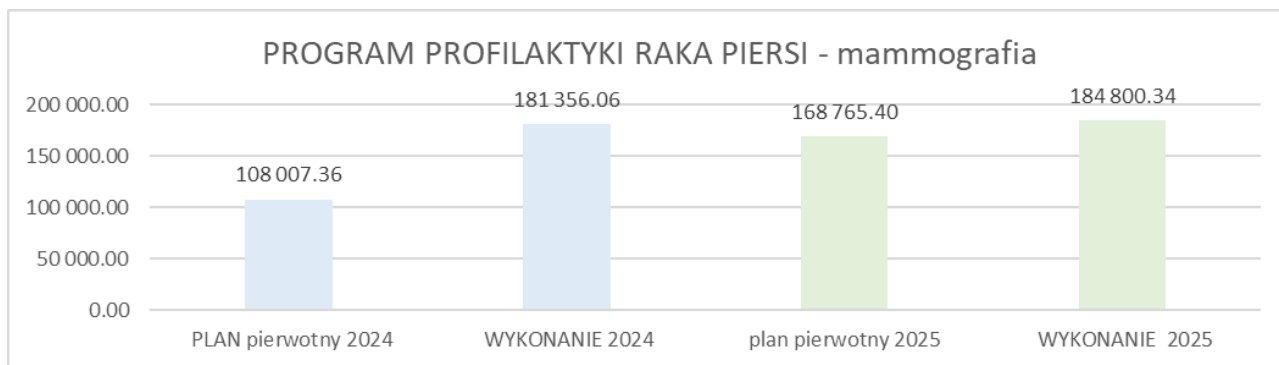 PROGRAM PROFILAKTYKI RAKA PIERSI - mammografia
200 000.00
150 000.00
100 000.00
50 000.00
0.00
108 007.36
181 356.06
168 765.40
184 800.34
PLAN pierwotny 2024
WYKONANIE 2024
plan pierwotny 2025
WYKONANIE 2025